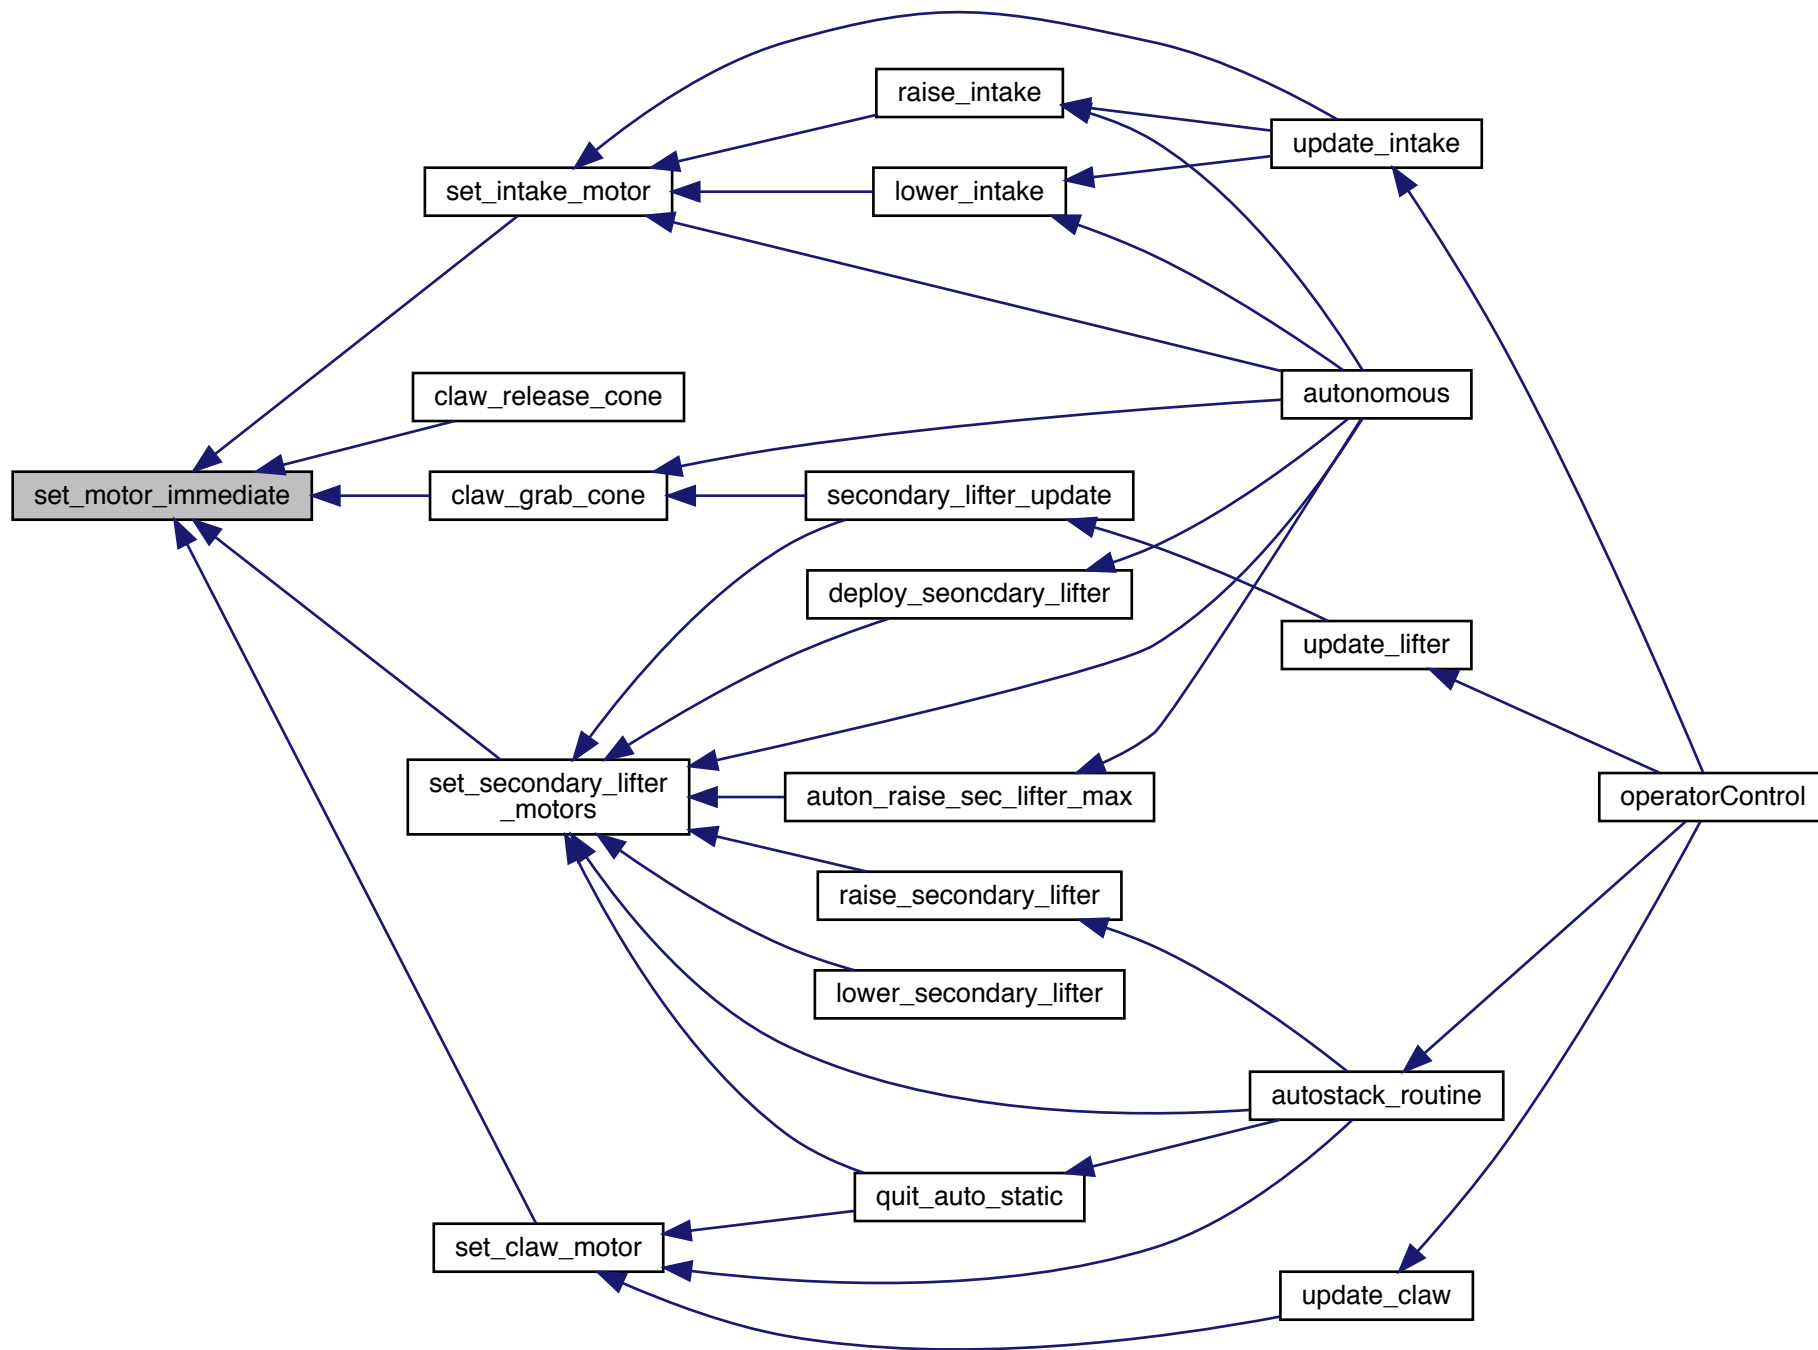 raise_intake
update_intake
set_intake_motor
lower_intake
claw_release_cone
autonomous
set_motor_immediate
claw_grab_cone
secondary_lifter_update
deploy_seoncdary_lifter
update_lifter
set_secondary_lifter
_motors
auton_raise_sec_lifter_max
operatorControl
raise_secondary_lifter
lower_secondary_lifter
autostack_routine
quit_auto_static
set_claw_motor
update_claw